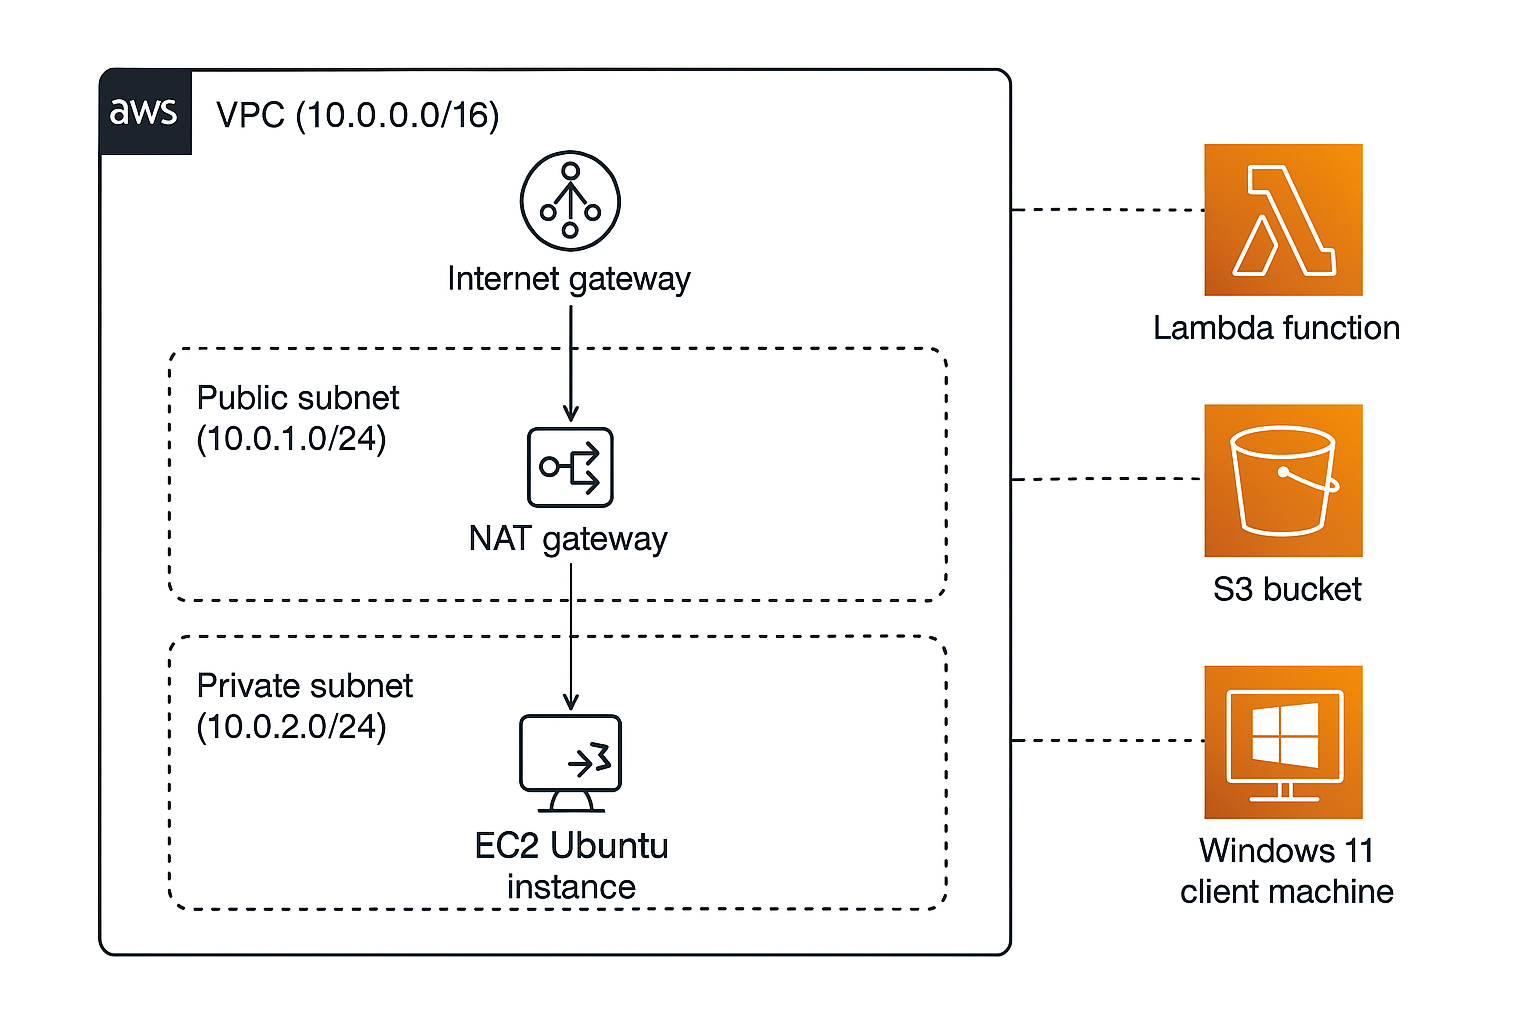 aws
VPC (10.0.0.0/16)
Internet gateway
Public subnet
(10.0.1.0/24)
NAT gateway
Private subnet
(10.0.2.0/24)
EC2 Ubuntu
instance
Lambda function
S3 bucket
Windows 11
client machine